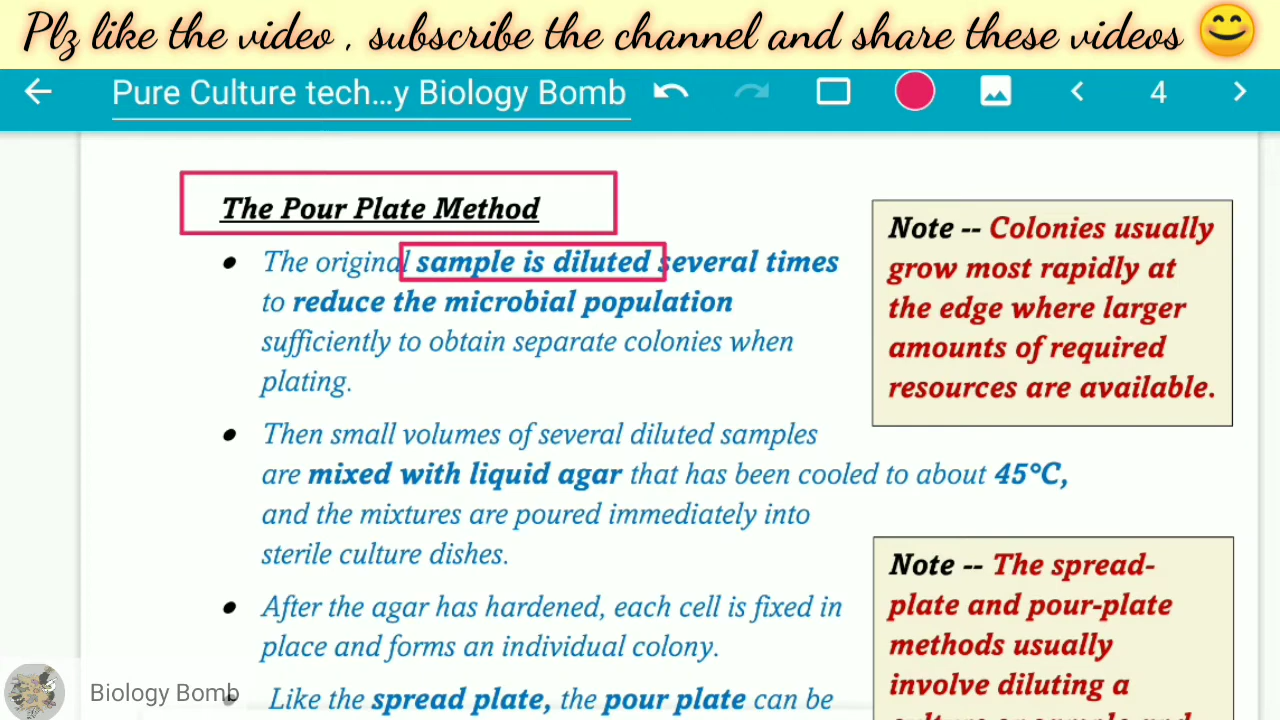 Plz like the video , subscribe the channel and share these videos
Pure Culture tech...y Biology Bomb
4
The Pour Plate Method
The original sample is diluted several times
to reduce the microbial population
sufficiently to obtain separate colonies when
plating.
Then small volumes of several diluted samples
are mixed with liquid agar that has been cooled to about 45°C,
and the mixtures are poured immediately into
sterile culture dishes.
After the agar has hardened, each cell is fixed in
place and forms an individual colony.
Like the spread plate, the pour plate can be
Note -- Colonies usually
grow most rapidly at
the edge where larger
amounts of required
resources are available.
Note -- The spread-
plate and pour-plate
methods usually
involve diluting a
Biology Bomb